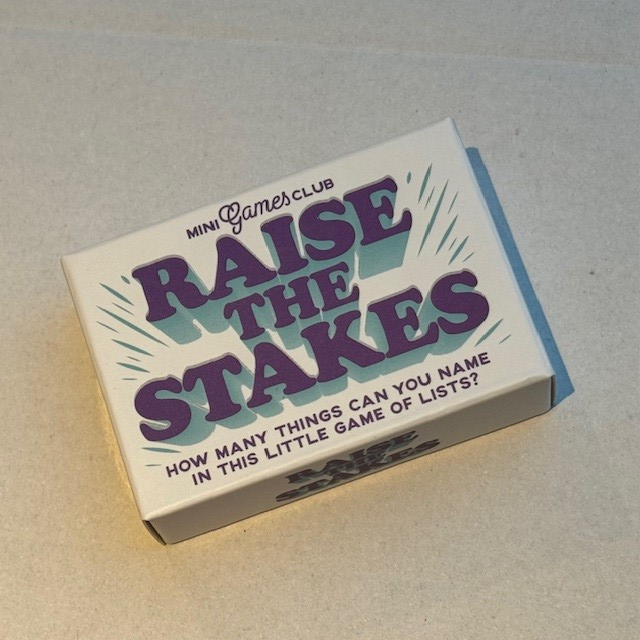 MINI Games CLUB
RAISE
THE
STAKES
HOW MANY THINGS CAN YOU NAME
IN THIS LITTLE GAME OF LISTS?
RAISE
THE
STAKES